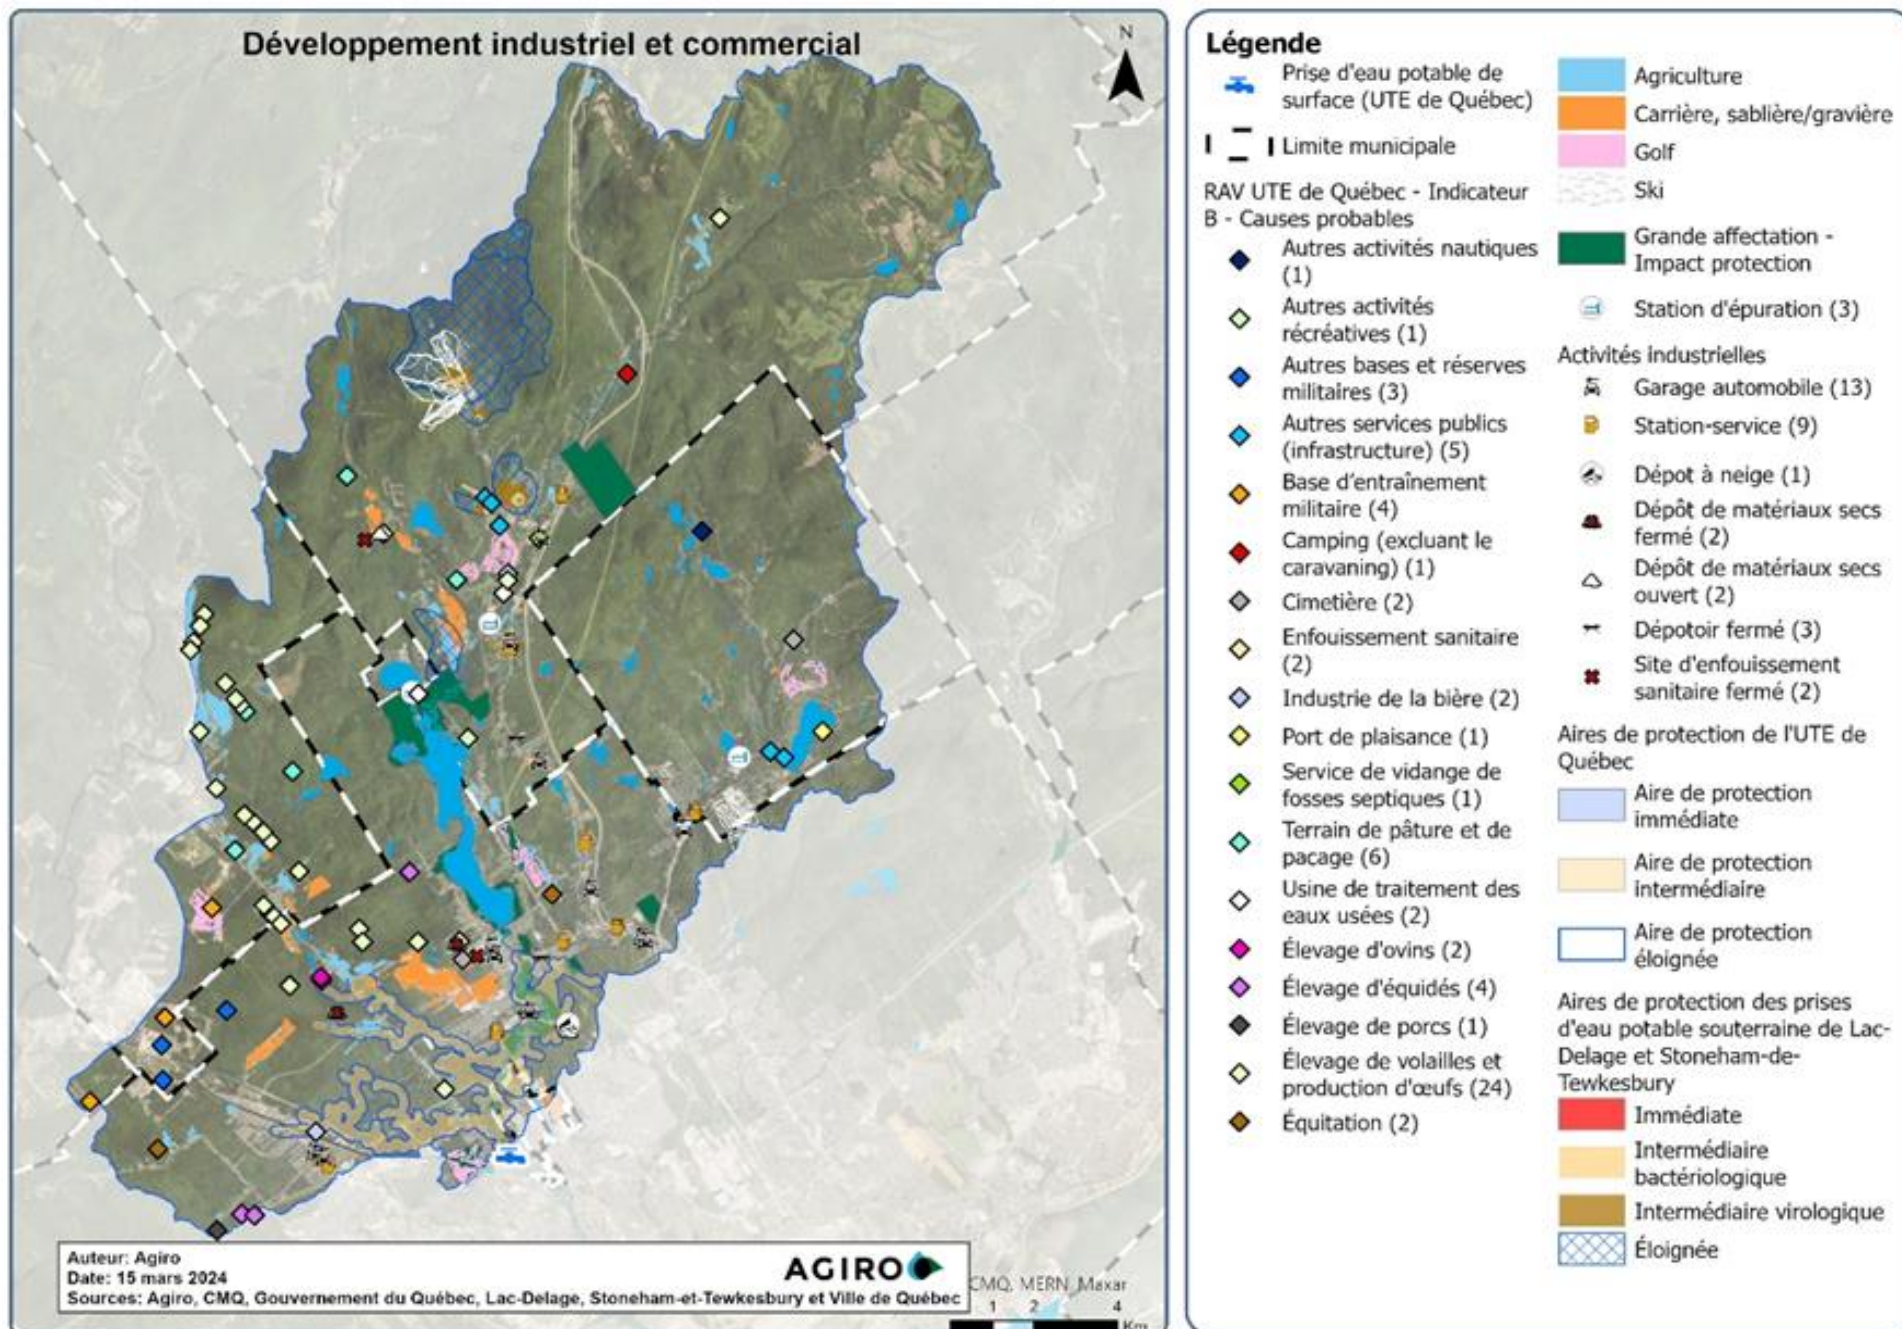 Développement industriel et commercial
N
Auteur: Agiro
Date: 15 mars 2024
Sources: Agiro, CMQ, Gouvernement du Québec, Lac-Delage, Stoneham-et-Tewkesbury et Ville de Québec
AGIRO
CMQ, MERN, Maxar
1 2 4
Km
Légende
Prise d'eau potable de
surface (UTE de Québec)
Limite municipale
RAV UTE de Québec - Indicateur
B - Causes probables
Autres activités nautiques
(1)
Autres activités
récréatives (1)
Autres bases et réserves
militaires (3)
Autres services publics
(infrastructure) (5)
Base d'entraînement
militaire (4)
Camping (excluant le
caravaning) (1)
Cimetière (2)
Enfouissement sanitaire
(2)
Industrie de la bière (2)
Port de plaisance (1)
Service de vidange de
fosses septiques (1)
Terrain de pâture et de
pacage (6)
Usine de traitement des
eaux usées (2)
Élevage d'ovins (2)
Élevage d'équidés (4)
Élevage de porcs (1)
Élevage de volailles et
production d'œufs (24)
Équitation (2)
Agriculture
Carrière, sablière/gravière
Golf
Ski
Grande affectation -
Impact protection
Station d'épuration (3)
Activités industrielles
Garage automobile (13)
Station-service (9)
Dépot à neige (1)
Dépôt de matériaux secs
fermé (2)
Dépôt de matériaux secs
ouvert (2)
Dépotoir fermé (3)
Site d'enfouissement
sanitaire fermé (2)
Aires de protection de l'UTE de
Québec
Aire de protection
immédiate
Aire de protection
intermédiaire
Aire de protection
éloignée
Aires de protection des prises
d'eau potable souterraine de Lac-
Delage et Stoneham-de-
Tewkesbury
Immédiate
Intermédiaire
bactériologique
Intermédiaire virologique
Éloignée